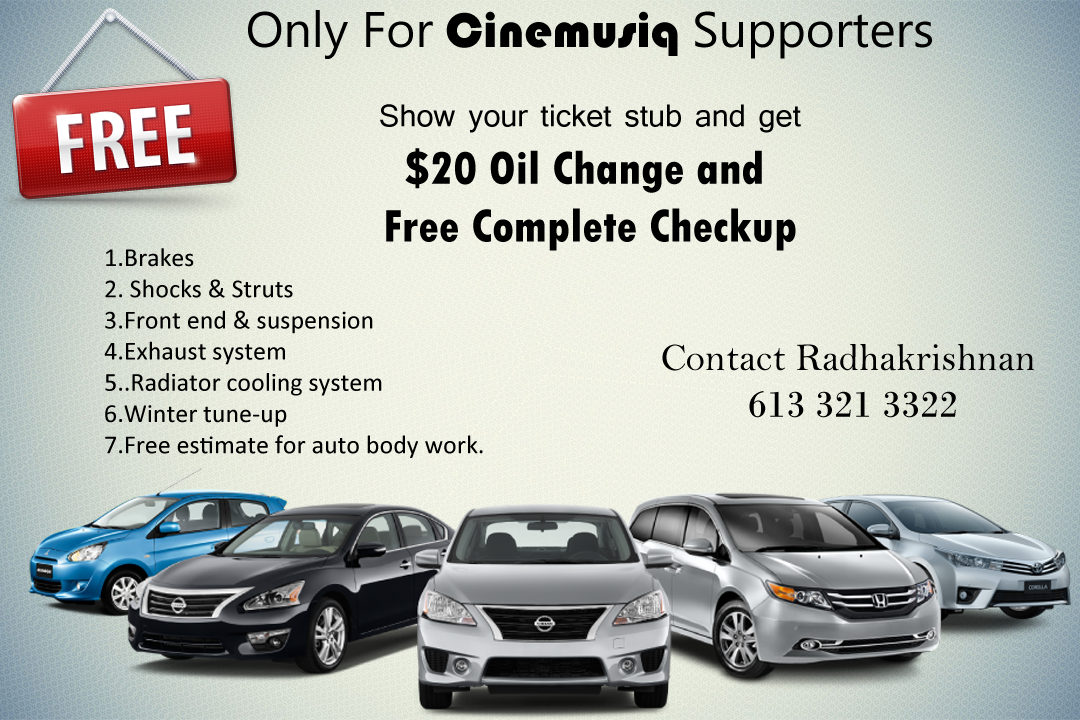 Only For Cinemusiq Supporters
FREE
Show your ticket stub and get
$20 Oil Change and
Free Complete Checkup
1.Brakes
2. Shocks & Struts
3.Front end & suspension
4.Exhaust system
5..Radiator cooling system
6.Winter tune-up
7.Free estimate for auto body work.
Contact Radhakrishnan
613 321 3322
COROLLA